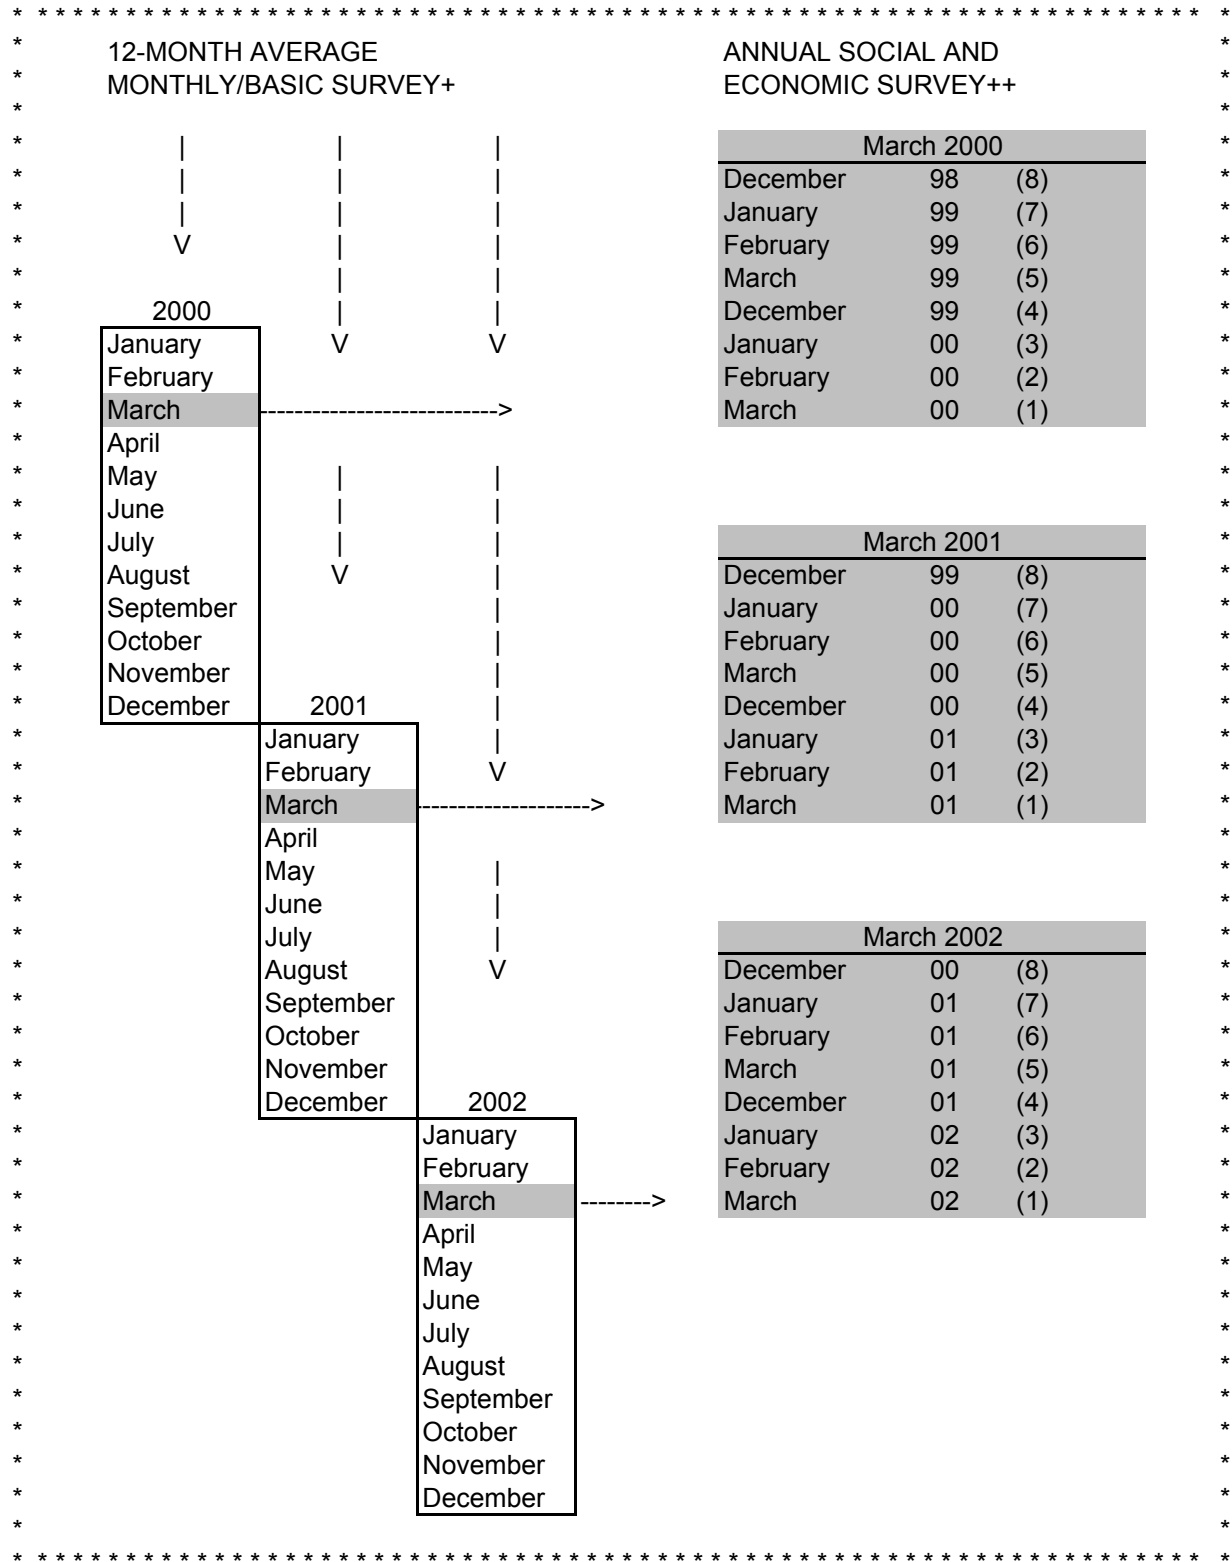 * * * * * * * * * * * * * * * * * * * * * * * * * * * * * * * * * * * * * * * * * * * * * * * * * * * * * * * * * * * * * * * * * * * *
* 12-MONTH AVERAGE ANNUAL SOCIAL AND *
* MONTHLY/BASIC SURVEY+ ECONOMIC SURVEY++ *
* *
* | | | March 2000 *
* | | | December 98 (8) *
* | | | January 99 (7) *
* V | | February 99 (6) *
* | | March 99 (5) *
* 2000 | | December 99 (4) *
* January V V January 00 (3) *
* February February 00 (2) *
* March ---------------------------> March 00 (1) *
* April *
* May | | *
* June | | *
* July | | March 2001 *
* August V | December 99 (8) *
* September | January 00 (7) *
* October | February 00 (6) *
* November | March 00 (5) *
* December 2001 | December 00 (4) *
* January | January 01 (3) *
* February V February 01 (2) *
* March --------------------> March 01 (1) *
* April *
* May | *
* June | *
* July | March 2002 *
* August V December 00 (8) *
* September January 01 (7) *
* October February 01 (6) *
* November March 01 (5) *
* December 2002 December 01 (4) *
* January January 02 (3) *
* February February 02 (2) *
* March --------> March 02 (1) *
* April *
* May *
* June *
* July *
* August *
* September *
* October *
* November *
* December *
* *
* * * * * * * * * * * * * * * * * * * * * * * * * * * * * * * * * * * * * * * * * * * * * * * * * * * * * * * * * * * * * * * * * * * *